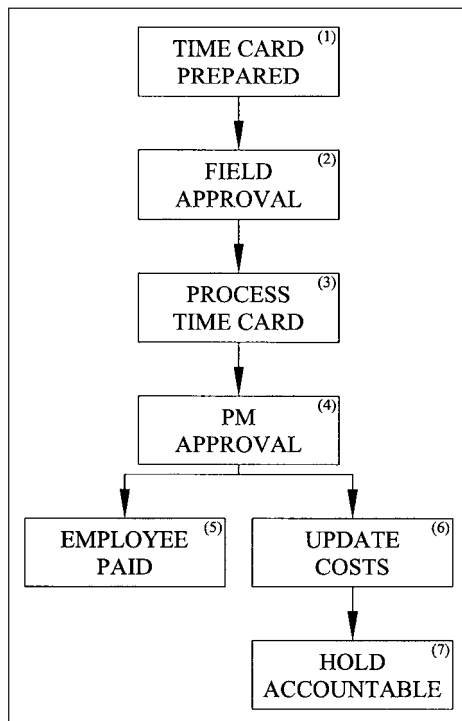 (1)
TIME CARD
PREPARED
(2)
FIELD
APPROVAL
(3)
PROCESS
TIME CARD
(4)
PM
APPROVAL
(5)
EMPLOYEE
PAID
(6)
UPDATE
COSTS
(7)
HOLD
ACCOUNTABLE